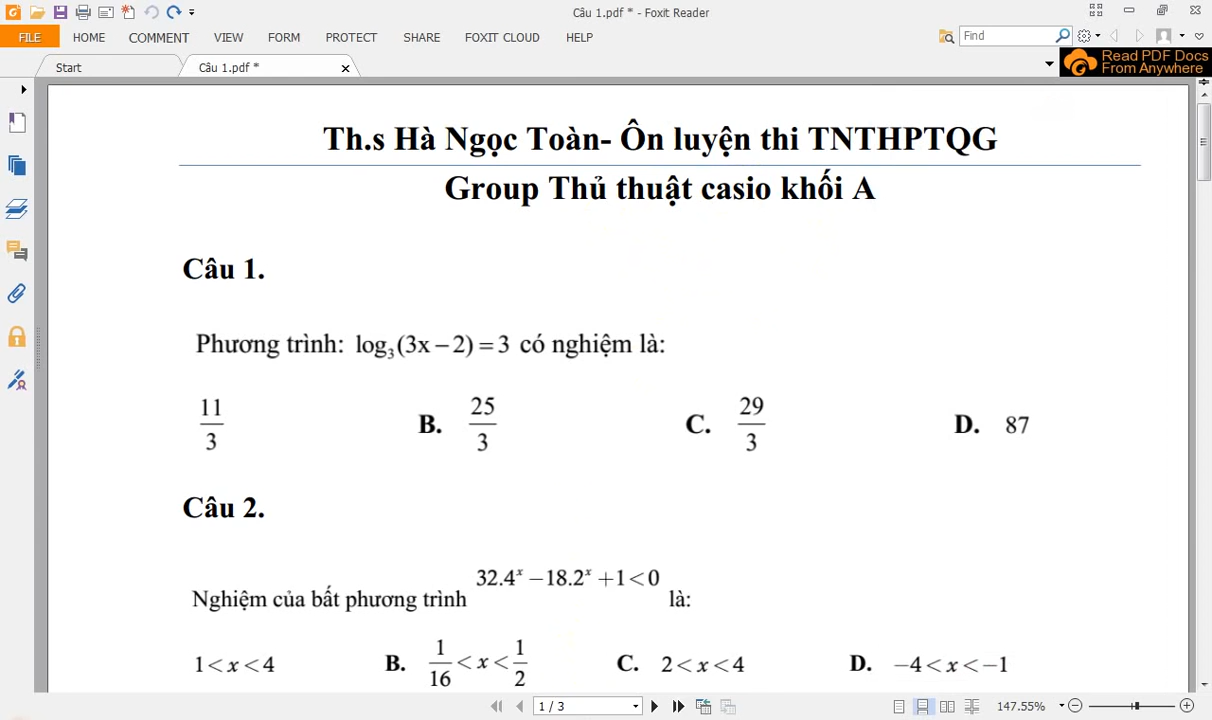 Câu 1.pdf * - Foxit Reader
FILE HOME COMMENT VIEW FORM PROTECT SHARE FOXIT CLOUD HELP Find
Start Câu 1.pdf * Read PDF Docs
From Anywhere
Th.s Hà Ngọc Toàn- Ôn luyện thi TNTHPTQG
Group Thủ thuật casio khối A
Câu 1.
Phương trình: log₃(3x − 2) = 3 có nghiệm là:
11/3 B. 25/3 C. 29/3 D. 87
Câu 2.
Nghiệm của bất phương trình 32.4ˣ − 18.2ˣ + 1 < 0 là:
1 < x < 4 B. 1/16 < x < 1/2 C. 2 < x < 4 D. −4 < x < −1
1 / 3 147.55%